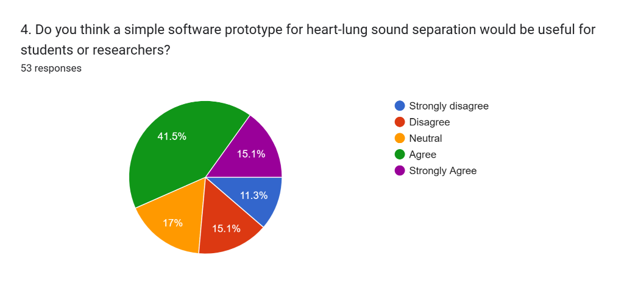 4. Do you think a simple software prototype for heart-lung sound separation would be useful for
students or researchers?
53 responses
Strongly disagree
Disagree
Neutral
Agree
Strongly Agree
41.5%
15.1%
11.3%
17%
15.1%